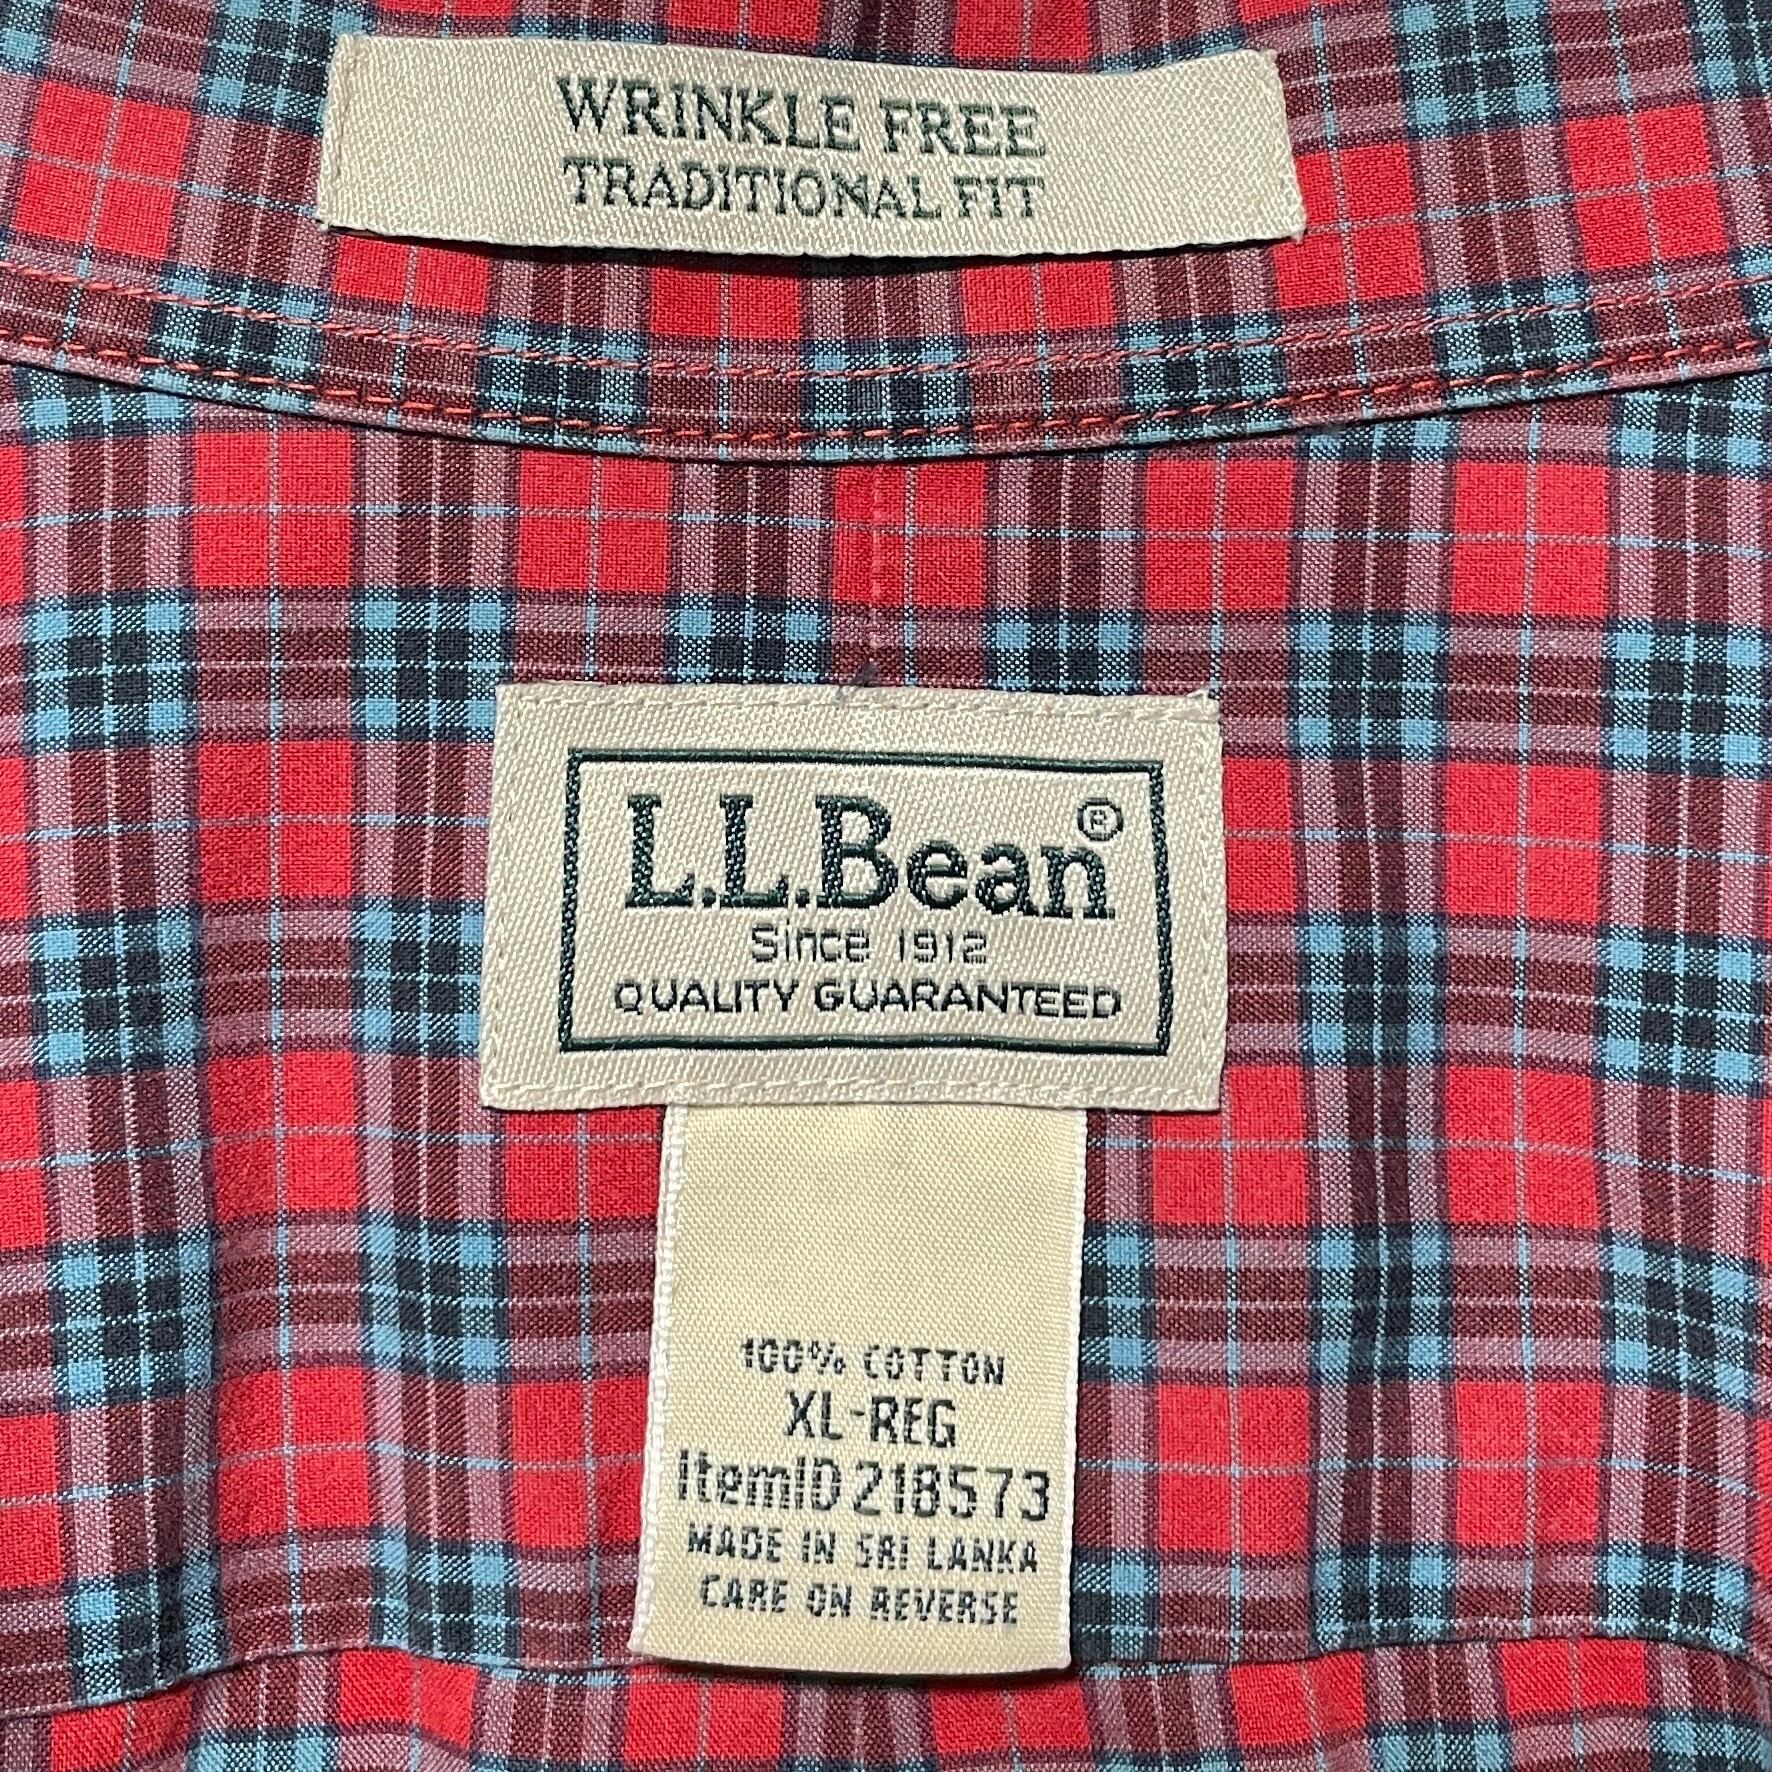 WRINKLE FREE
TRADITIONAL FIT
L.L.Bean®
Since 1912
QUALITY GUARANTEED
100% COTTON
XL-REG
ItemID 218573
MADE IN SRI LANKA
CARE ON REVERSE